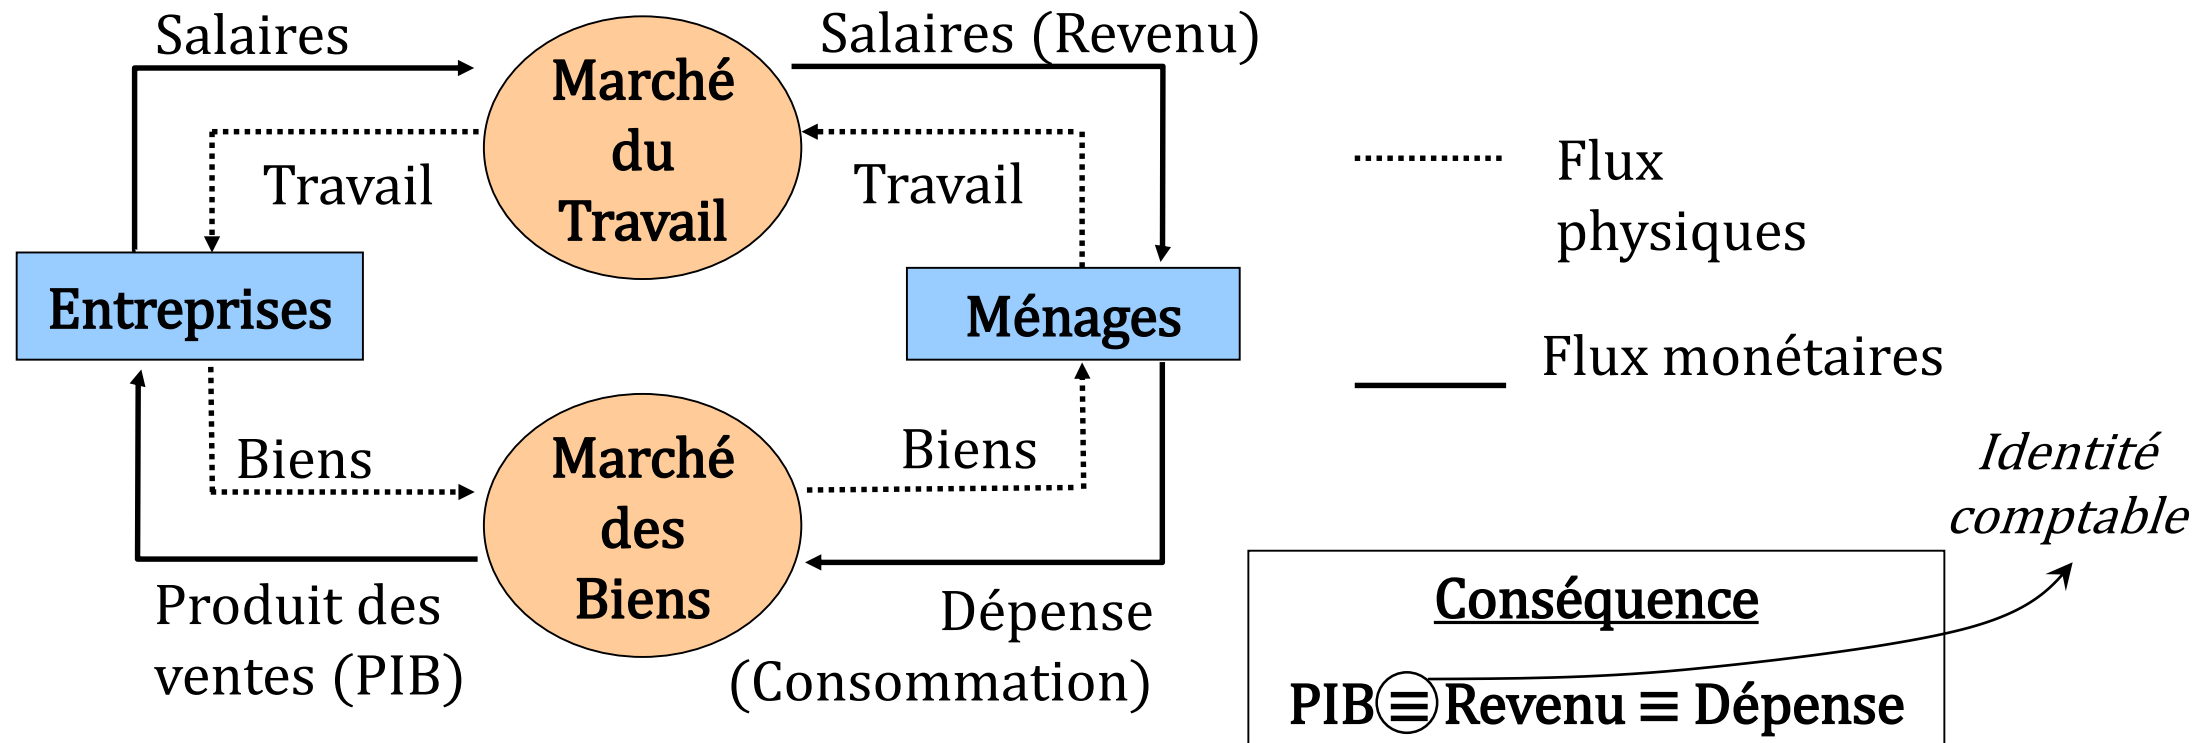 Salaires
Salaires (Revenu)
Marché
du
Travail
Travail
Travail
Flux
physiques
Entreprises
Ménages
Flux monétaires
Biens
Biens
Marché
des
Biens
Identité
comptable
Produit des
ventes (PIB)
Dépense
(Consommation)
Conséquence
PIB ≡ Revenu ≡ Dépense